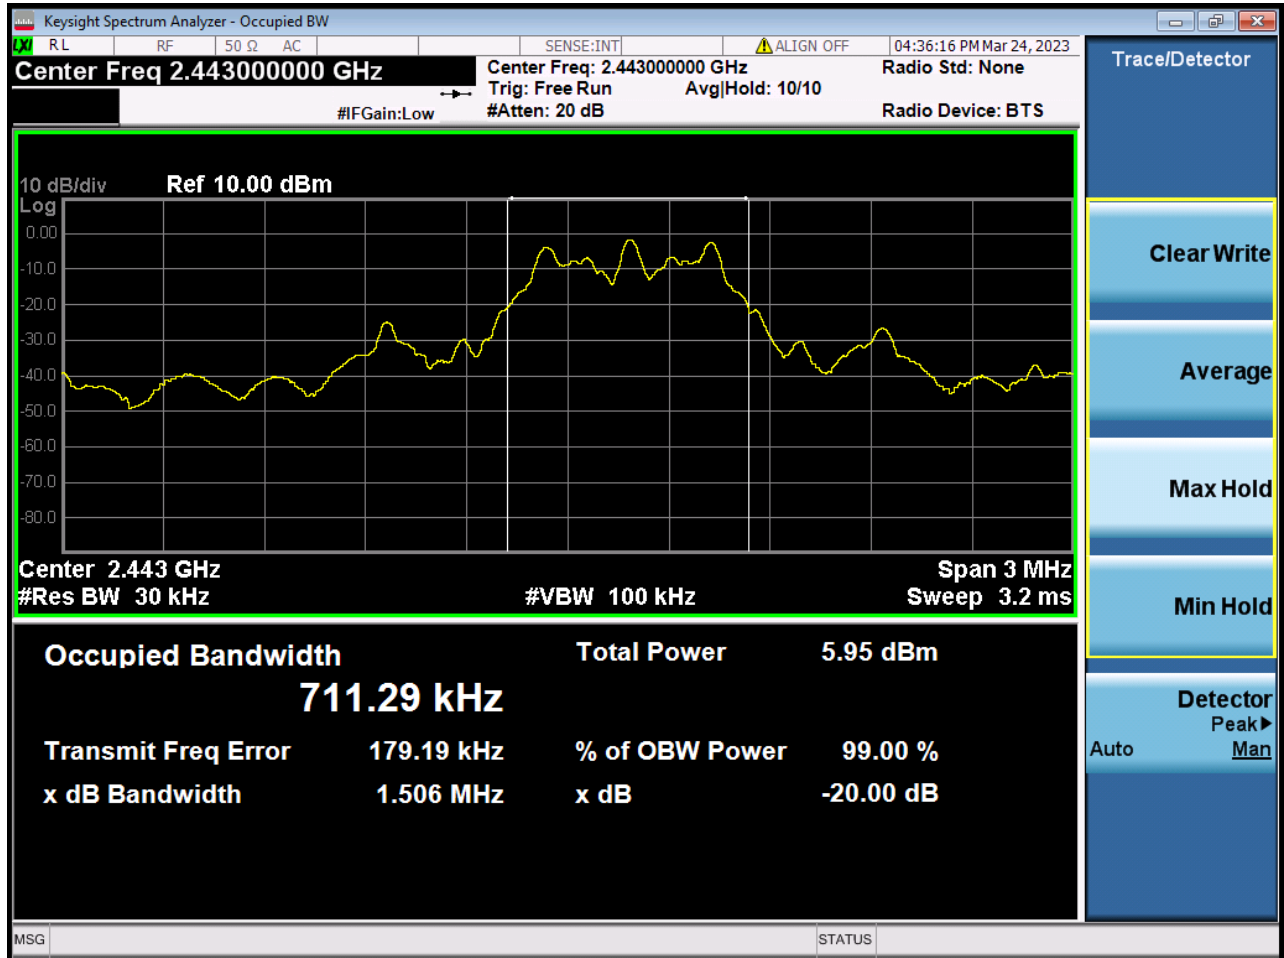 Keysight Spectrum Analyzer - Occupied BW
LXI RL RF 50 Ω AC SENSE:INT ALIGN OFF 04:36:16 PM Mar 24, 2023
Center Freq 2.443000000 GHz
Center Freq: 2.443000000 GHz
Radio Std: None
Trig: Free Run Avg|Hold: 10/10
#IFGain:Low
#Atten: 20 dB
Radio Device: BTS
10 dB/div Ref 10.00 dBm
Log
0.00
-10.0
-20.0
-30.0
-40.0
-50.0
-60.0
-70.0
-80.0
Center 2.443 GHz Span 3 MHz
#Res BW 30 kHz #VBW 100 kHz Sweep 3.2 ms
Occupied Bandwidth
711.29 kHz
Total Power 5.95 dBm
Transmit Freq Error 179.19 kHz % of OBW Power 99.00 %
x dB Bandwidth 1.506 MHz x dB -20.00 dB
Trace/Detector
Clear Write
Average
Max Hold
Min Hold
Detector
Peak▶
Auto Man
MSG STATUS